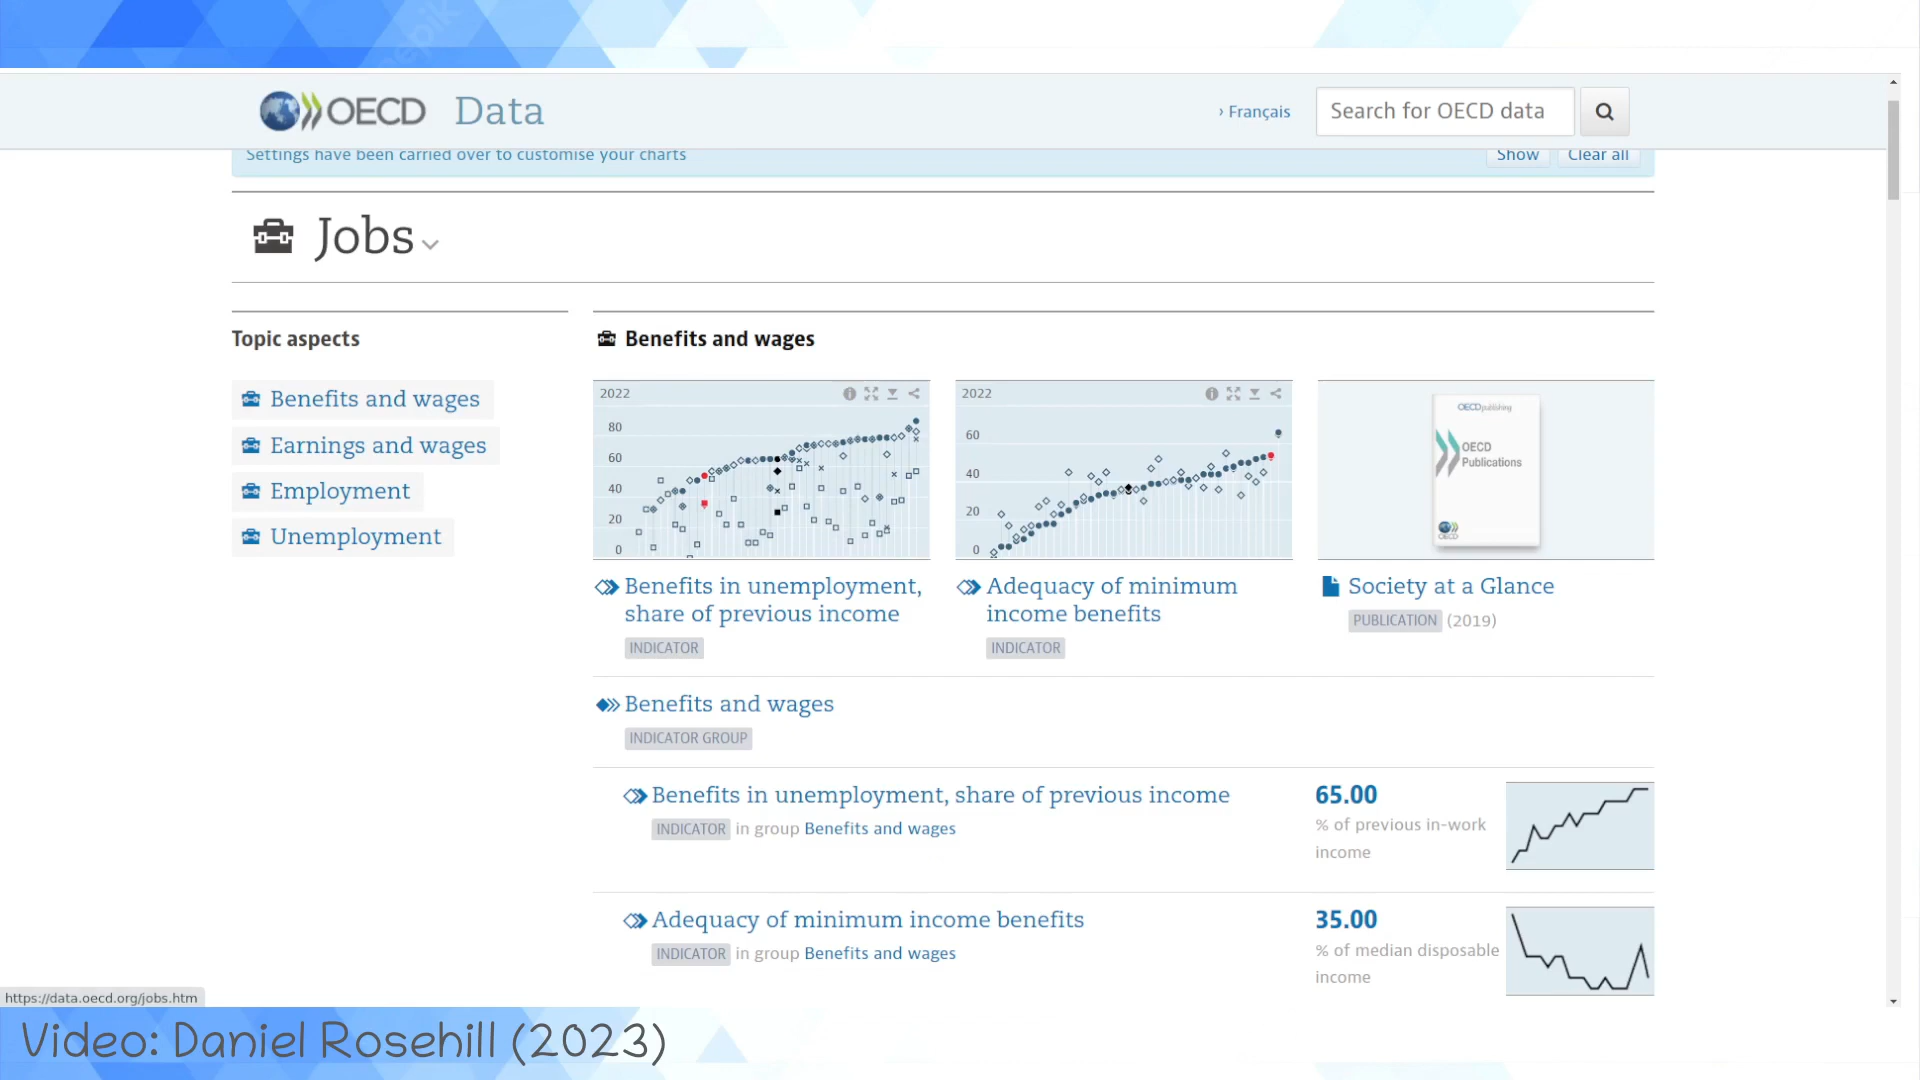 OECD Data
› Français
Search for OECD data
Settings have been carried over to customise your charts
Show
Clear all
Jobs
Topic aspects
Benefits and wages
Earnings and wages
Employment
Unemployment
Benefits and wages
2022
80
60
40
20
0
2022
60
40
20
0
OECDpublishing
OECD
Publications
OECD
Benefits in unemployment,
share of previous income
INDICATOR
Adequacy of minimum
income benefits
INDICATOR
Society at a Glance
PUBLICATION (2019)
Benefits and wages
INDICATOR GROUP
Benefits in unemployment, share of previous income
INDICATOR in group Benefits and wages
65.00
% of previous in-work
income
Adequacy of minimum income benefits
INDICATOR in group Benefits and wages
35.00
% of median disposable
income
https://data.oecd.org/jobs.htm
Video: Daniel Rosehill (2023)